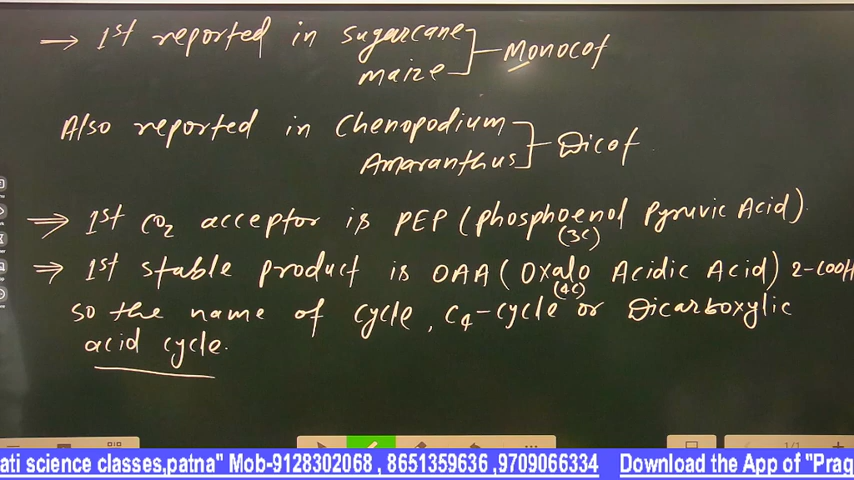 → 1st reported in sugarcane
maize
Monocot
Also reported in Chenopodium
Amaranthus
Dicot
⇒ 1st CO2 acceptor is PEP (phosphoenol Pyruvic Acid).
(3C)
⇒ 1st stable product is OAA (Oxalo Acidic Acid) 2-COOH
(4C)
so the name of cycle, C4-cycle or Dicarboxylic
acid cycle.
1/1
ati science classes,patna" Mob-9128302068 , 8651359636 ,9709066334 Download the App of "Prag